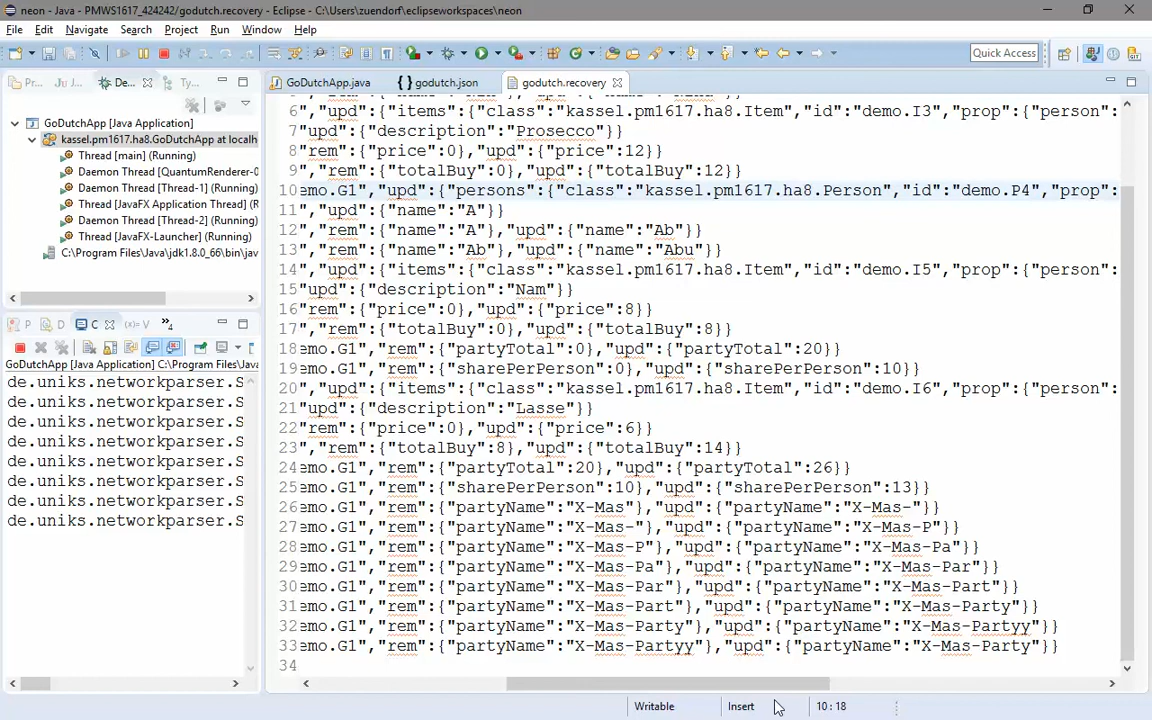 neon - Java - PMWS1617_424242/godutch.recovery - Eclipse - C:\Users\zuendorf\eclipseworkspaces\neon
File Edit Navigate Search Project Run Window Help
Quick Access
Pr... Ju J... De... Ty...
GoDutchApp.java godutch.json godutch.recovery
GoDutchApp [Java Application]
kassel.pm1617.ha8.GoDutchApp at localh
Thread [main] (Running)
Daemon Thread [QuantumRenderer-0
Daemon Thread [Thread-1] (Running)
Thread [JavaFX Application Thread] (R
Daemon Thread [Thread-2] (Running)
Thread [JavaFX-Launcher] (Running)
C:\Program Files\Java\jdk1.8.0_66\bin\jav
P D C (x)= V »4
GoDutchApp [Java Application] C:\Program Files\Java
de.uniks.networkparser.S
de.uniks.networkparser.S
de.uniks.networkparser.S
de.uniks.networkparser.S
de.uniks.networkparser.S
de.uniks.networkparser.S
de.uniks.networkparser.S
de.uniks.networkparser.S
6 ","upd":{"items":{"class":"kassel.pm1617.ha8.Item","id":"demo.I3","prop":{"person":
7 "upd":{"description":"Prosecco"}}
8 "rem":{"price":0},"upd":{"price":12}}
9 ","rem":{"totalBuy":0},"upd":{"totalBuy":12}}
10 emo.G1","upd":{"persons":{"class":"kassel.pm1617.ha8.Person","id":"demo.P4","prop":
11 ","upd":{"name":"A"}}
12 ","rem":{"name":"A"},"upd":{"name":"Ab"}}
13 ","rem":{"name":"Ab"},"upd":{"name":"Abu"}}
14 ","upd":{"items":{"class":"kassel.pm1617.ha8.Item","id":"demo.I5","prop":{"person":
15 "upd":{"description":"Nam"}}
16 "rem":{"price":0},"upd":{"price":8}}
17 ","rem":{"totalBuy":0},"upd":{"totalBuy":8}}
18 emo.G1","rem":{"partyTotal":0},"upd":{"partyTotal":20}}
19 emo.G1","rem":{"sharePerPerson":0},"upd":{"sharePerPerson":10}}
20 ","upd":{"items":{"class":"kassel.pm1617.ha8.Item","id":"demo.I6","prop":{"person":
21 "upd":{"description":"Lasse"}}
22 "rem":{"price":0},"upd":{"price":6}}
23 ","rem":{"totalBuy":8},"upd":{"totalBuy":14}}
24 emo.G1","rem":{"partyTotal":20},"upd":{"partyTotal":26}}
25 emo.G1","rem":{"sharePerPerson":10},"upd":{"sharePerPerson":13}}
26 emo.G1","rem":{"partyName":"X-Mas"},"upd":{"partyName":"X-Mas-"}}
27 emo.G1","rem":{"partyName":"X-Mas-"},"upd":{"partyName":"X-Mas-P"}}
28 emo.G1","rem":{"partyName":"X-Mas-P"},"upd":{"partyName":"X-Mas-Pa"}}
29 emo.G1","rem":{"partyName":"X-Mas-Pa"},"upd":{"partyName":"X-Mas-Par"}}
30 emo.G1","rem":{"partyName":"X-Mas-Par"},"upd":{"partyName":"X-Mas-Part"}}
31 emo.G1","rem":{"partyName":"X-Mas-Part"},"upd":{"partyName":"X-Mas-Party"}}
32 emo.G1","rem":{"partyName":"X-Mas-Party"},"upd":{"partyName":"X-Mas-Partyy"}}
33 emo.G1","rem":{"partyName":"X-Mas-Partyy"},"upd":{"partyName":"X-Mas-Party"}}
34
Writable Insert 10 : 18